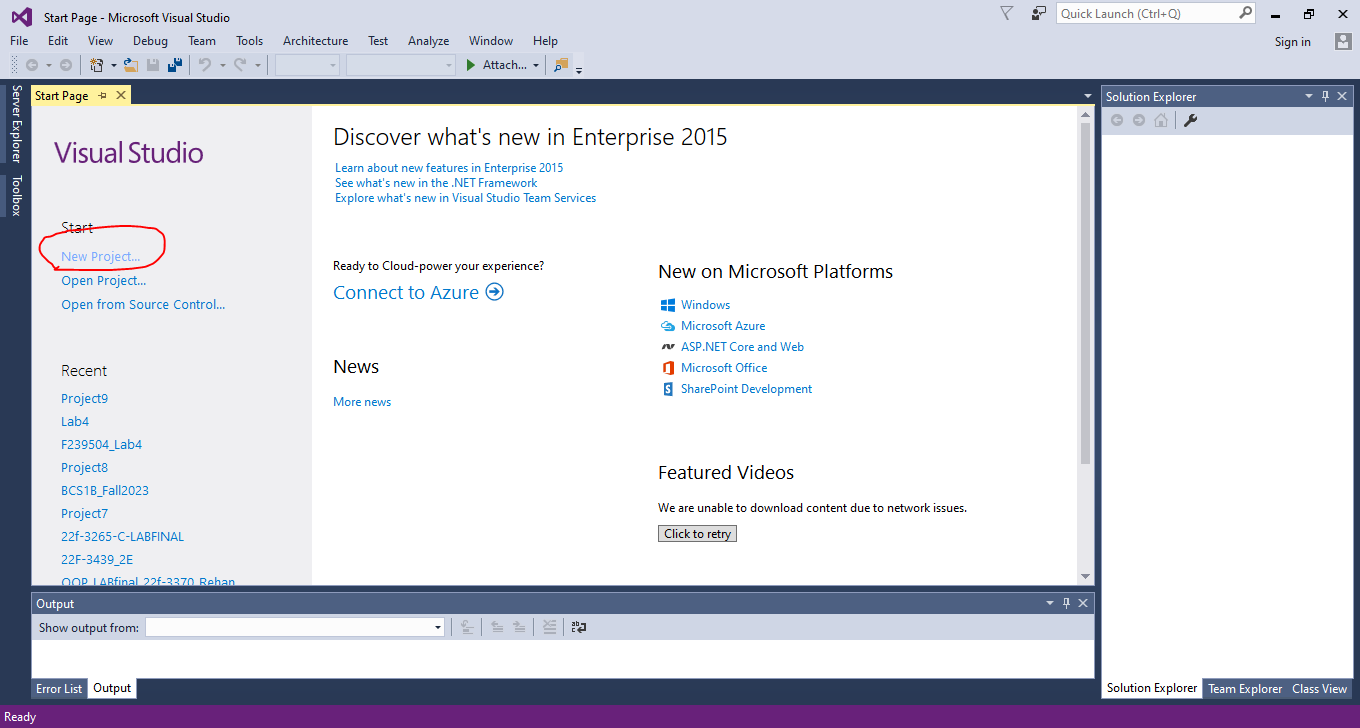 Start Page - Microsoft Visual Studio
Quick Launch (Ctrl+Q)
File Edit View Debug Team Tools Architecture Test Analyze Window Help
Sign in
Attach...
Server Explorer
Toolbox
Start Page
Visual Studio
Start
New Project...
Open Project...
Open from Source Control...
Recent
Project9
Lab4
F239504_Lab4
Project8
BCS1B_Fall2023
Project7
22f-3265-C-LABFINAL
22F-3439_2E
OOP_LABfinal_22f-3370_Rehan
Discover what's new in Enterprise 2015
Learn about new features in Enterprise 2015
See what's new in the .NET Framework
Explore what's new in Visual Studio Team Services
Ready to Cloud-power your experience?
Connect to Azure
News
More news
New on Microsoft Platforms
Windows
Microsoft Azure
ASP.NET Core and Web
Microsoft Office
SharePoint Development
Featured Videos
We are unable to download content due to network issues.
Click to retry
Solution Explorer
Output
Show output from:
Error List Output
Solution Explorer Team Explorer Class View
Ready